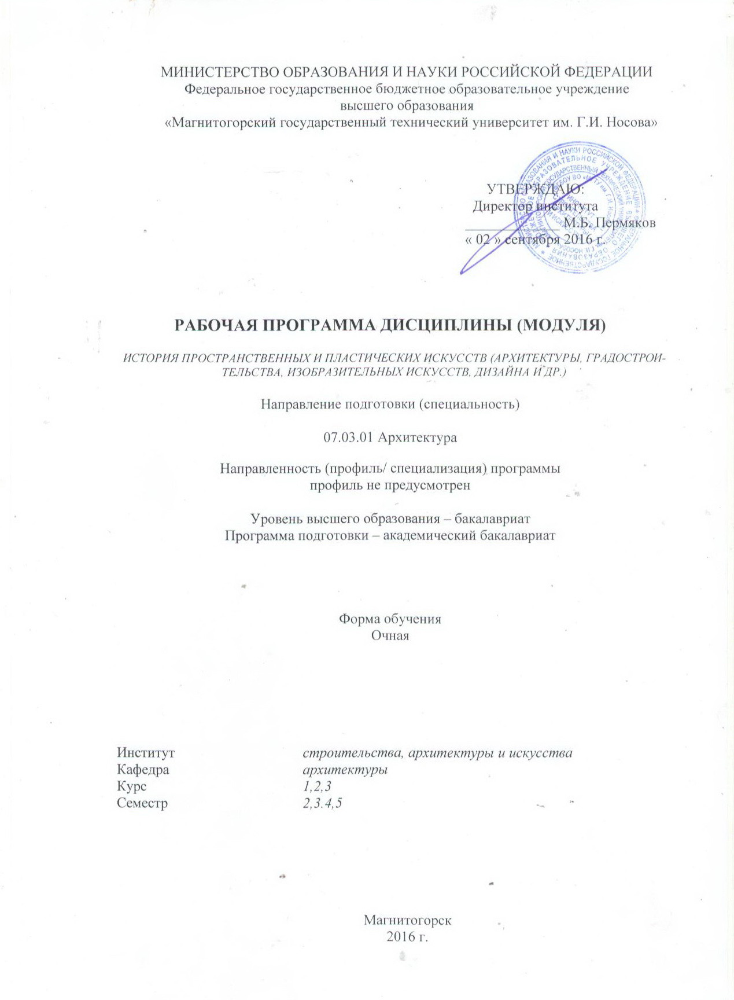 МИНИСТЕРСТВО ОБРАЗОВАНИЯ И НАУКИ РОССИЙСКОЙ ФЕДЕРАЦИИ
Федеральное государственное бюджетное образовательное учреждение
высшего образования
«Магнитогорский государственный технический университет им. Г.И. Носова»
УТВЕРЖДАЮ:
Директор института
_____________ М.Б. Пермяков
« 02 » сентября 2016 г.
РАБОЧАЯ ПРОГРАММА ДИСЦИПЛИНЫ (МОДУЛЯ)
ИСТОРИЯ ПРОСТРАНСТВЕННЫХ И ПЛАСТИЧЕСКИХ ИСКУССТВ (АРХИТЕКТУРЫ, ГРАДОСТРОИ-
ТЕЛЬСТВА, ИЗОБРАЗИТЕЛЬНЫХ ИСКУССТВ, ДИЗАЙНА И ДР.)
Направление подготовки (специальность)
07.03.01 Архитектура
Направленность (профиль/ специализация) программы
профиль не предусмотрен
Уровень высшего образования – бакалавриат
Программа подготовки – академический бакалавриат
Форма обучения
Очная
Институт строительства, архитектуры и искусства
Кафедра архитектуры
Курс 1,2,3
Семестр 2,3.4,5
Магнитогорск
2016 г.